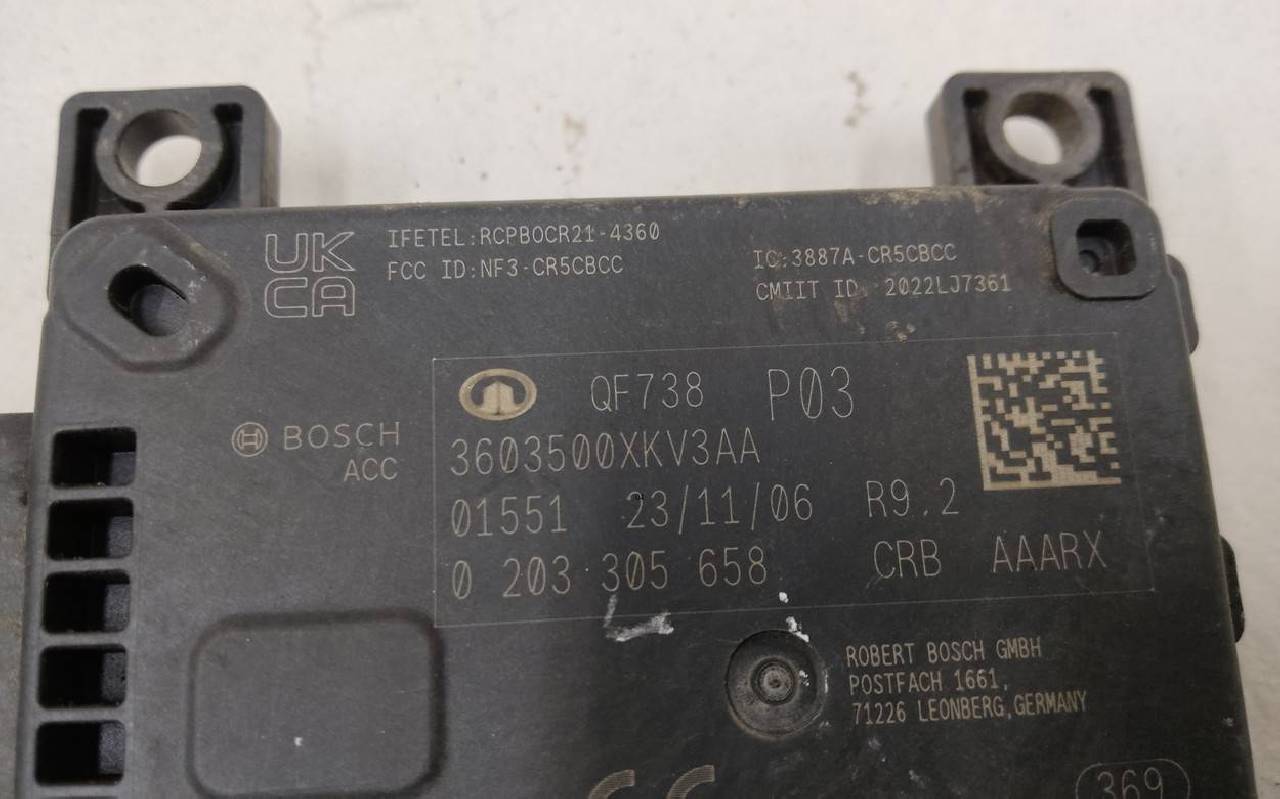 UK
CA
IFETEL:RCPBOCR21-4360
FCC ID:NF3-CR5CBCC
IC:3887A-CR5CBCC
CMIIT ID: 2022LJ7361
QF738 P03
BOSCH
ACC
3603500XKV3AA
01551 23/11/06 R9.2
0 203 305 658 CRB AAARX
ROBERT BOSCH GMBH
POSTFACH 1661,
71226 LEONBERG,GERMANY
CE
369